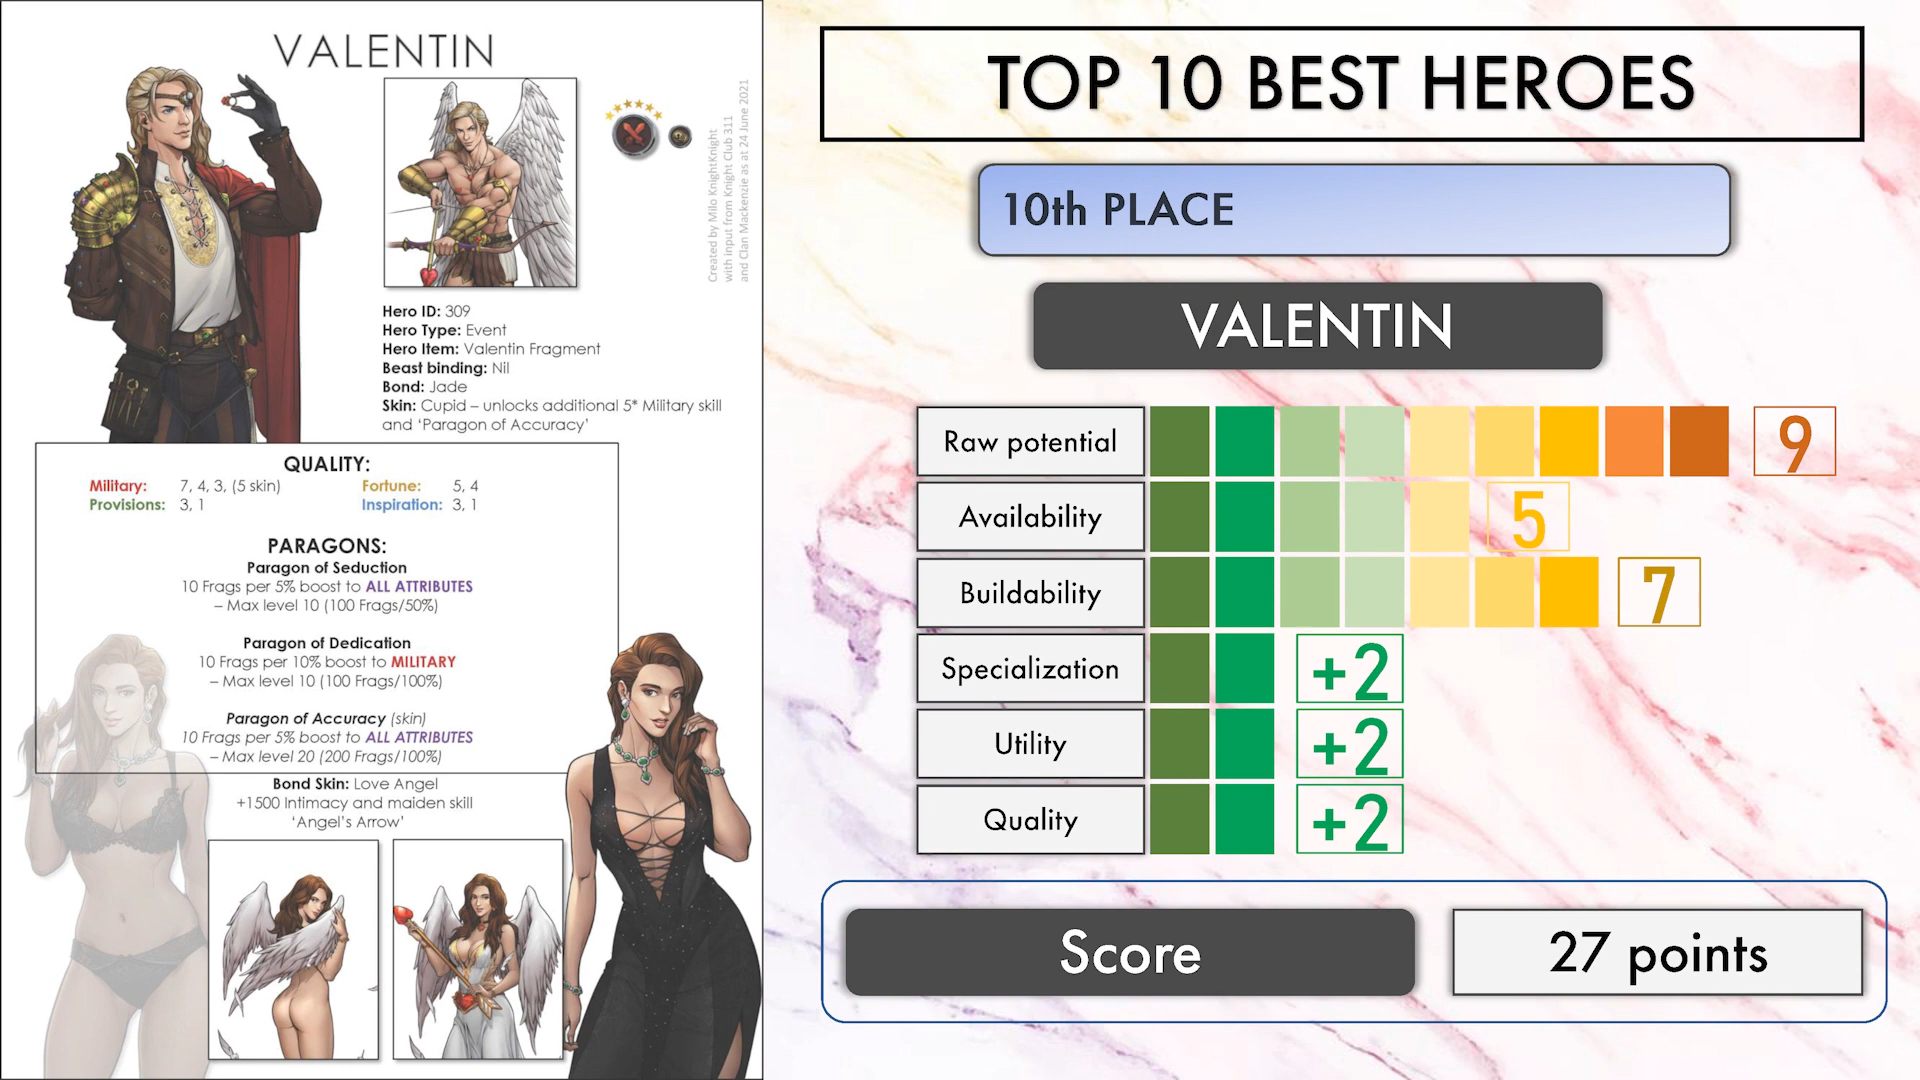 VALENTIN
Created by Milo KnightKnight
with input from Knight Club 311
and Clan Mackenzie as at 24 June 2021
Hero ID: 309
Hero Type: Event
Hero Item: Valentin Fragment
Beast binding: Nil
Bond: Jade
Skin: Cupid – unlocks additional 5* Military skill
and ‘Paragon of Accuracy’
QUALITY:
Military: 7, 4, 3, (5 skin) Fortune: 5, 4
Provisions: 3, 1 Inspiration: 3, 1
PARAGONS:
Paragon of Seduction
10 Frags per 5% boost to ALL ATTRIBUTES
– Max level 10 (100 Frags/50%)
Paragon of Dedication
10 Frags per 10% boost to MILITARY
– Max level 10 (100 Frags/100%)
Paragon of Accuracy (skin)
10 Frags per 5% boost to ALL ATTRIBUTES
– Max level 20 (200 Frags/100%)
Bond Skin: Love Angel
+1500 Intimacy and maiden skill
‘Angel’s Arrow’
TOP 10 BEST HEROES
10th PLACE
VALENTIN
Raw potential 9
Availability 5
Buildability 7
Specialization +2
Utility +2
Quality +2
Score 27 points